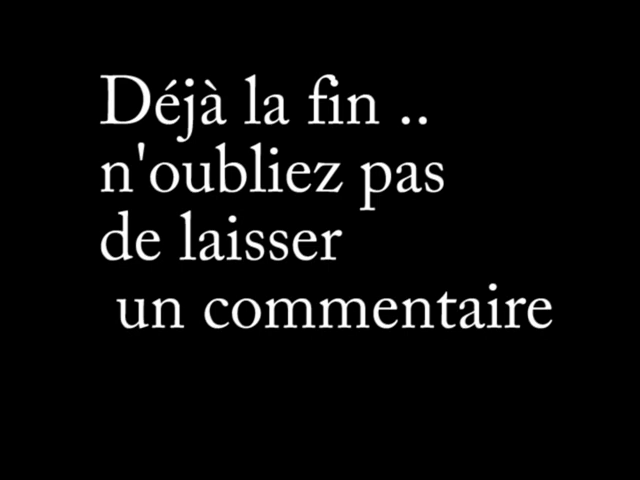 Déjà la fin ..
n'oubliez pas
de laisser
un commentaire